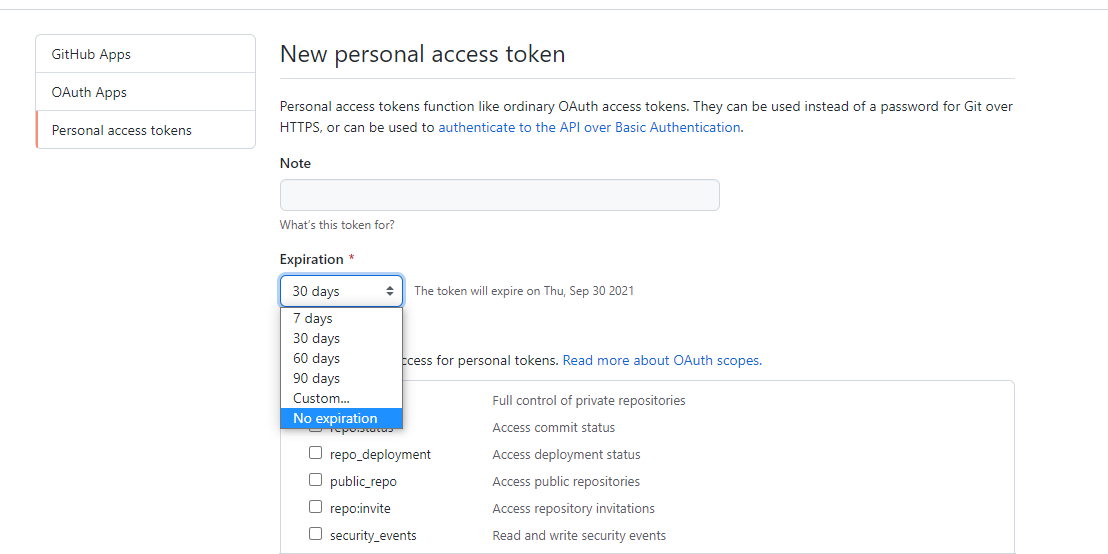 GitHub Apps
OAuth Apps
Personal access tokens
New personal access token
Personal access tokens function like ordinary OAuth access tokens. They can be used instead of a password for Git over
HTTPS, or can be used to authenticate to the API over Basic Authentication.
Note
What's this token for?
Expiration *
30 days The token will expire on Thu, Sep 30 2021
7 days
30 days
60 days
90 days
Custom...
No expiration
access for personal tokens. Read more about OAuth scopes.
Full control of private repositories
repo:status Access commit status
repo_deployment Access deployment status
public_repo Access public repositories
repo:invite Access repository invitations
security_events Read and write security events